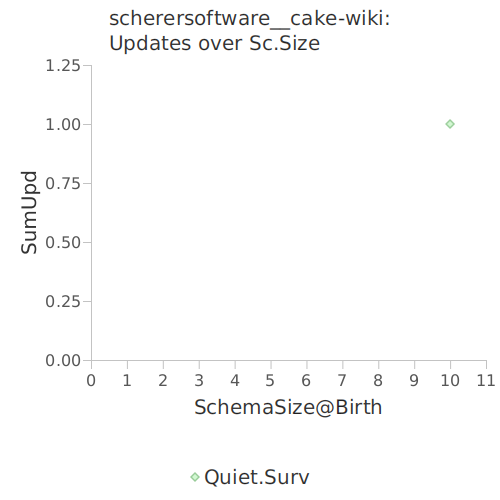 scherersoftware__cake-wiki:
Updates over Sc.Size
1.25
1.00
0.75
0.50
0.25
0.00
SumUpd
0 1 2 3 4 5 6 7 8 9 10 11
SchemaSize@Birth
Quiet.Surv